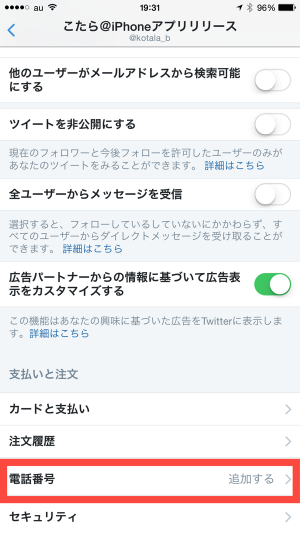 au 19:31 96%
こたら@iPhoneアプリリリース
@kotala_b
他のユーザーがメールアドレスから検索可能
にする
ツイートを非公開にする
現在のフォロワーと今後フォローを許可したユーザーのみが
あなたのツイートをみることができます。 詳細はこちら
全ユーザーからメッセージを受信
選択すると、フォローしているしていないにかかわらず、す
べてのユーザーからダイレクトメッセージを受け取ることが
できます。 詳細はこちら
広告パートナーからの情報に基づいて広告表
示をカスタマイズする
この機能はあなたの興味に基づいた広告をTwitterに表示しま
す。詳細はこちら
支払いと注文
カードと支払い
注文履歴
電話番号 追加する
セキュリティ